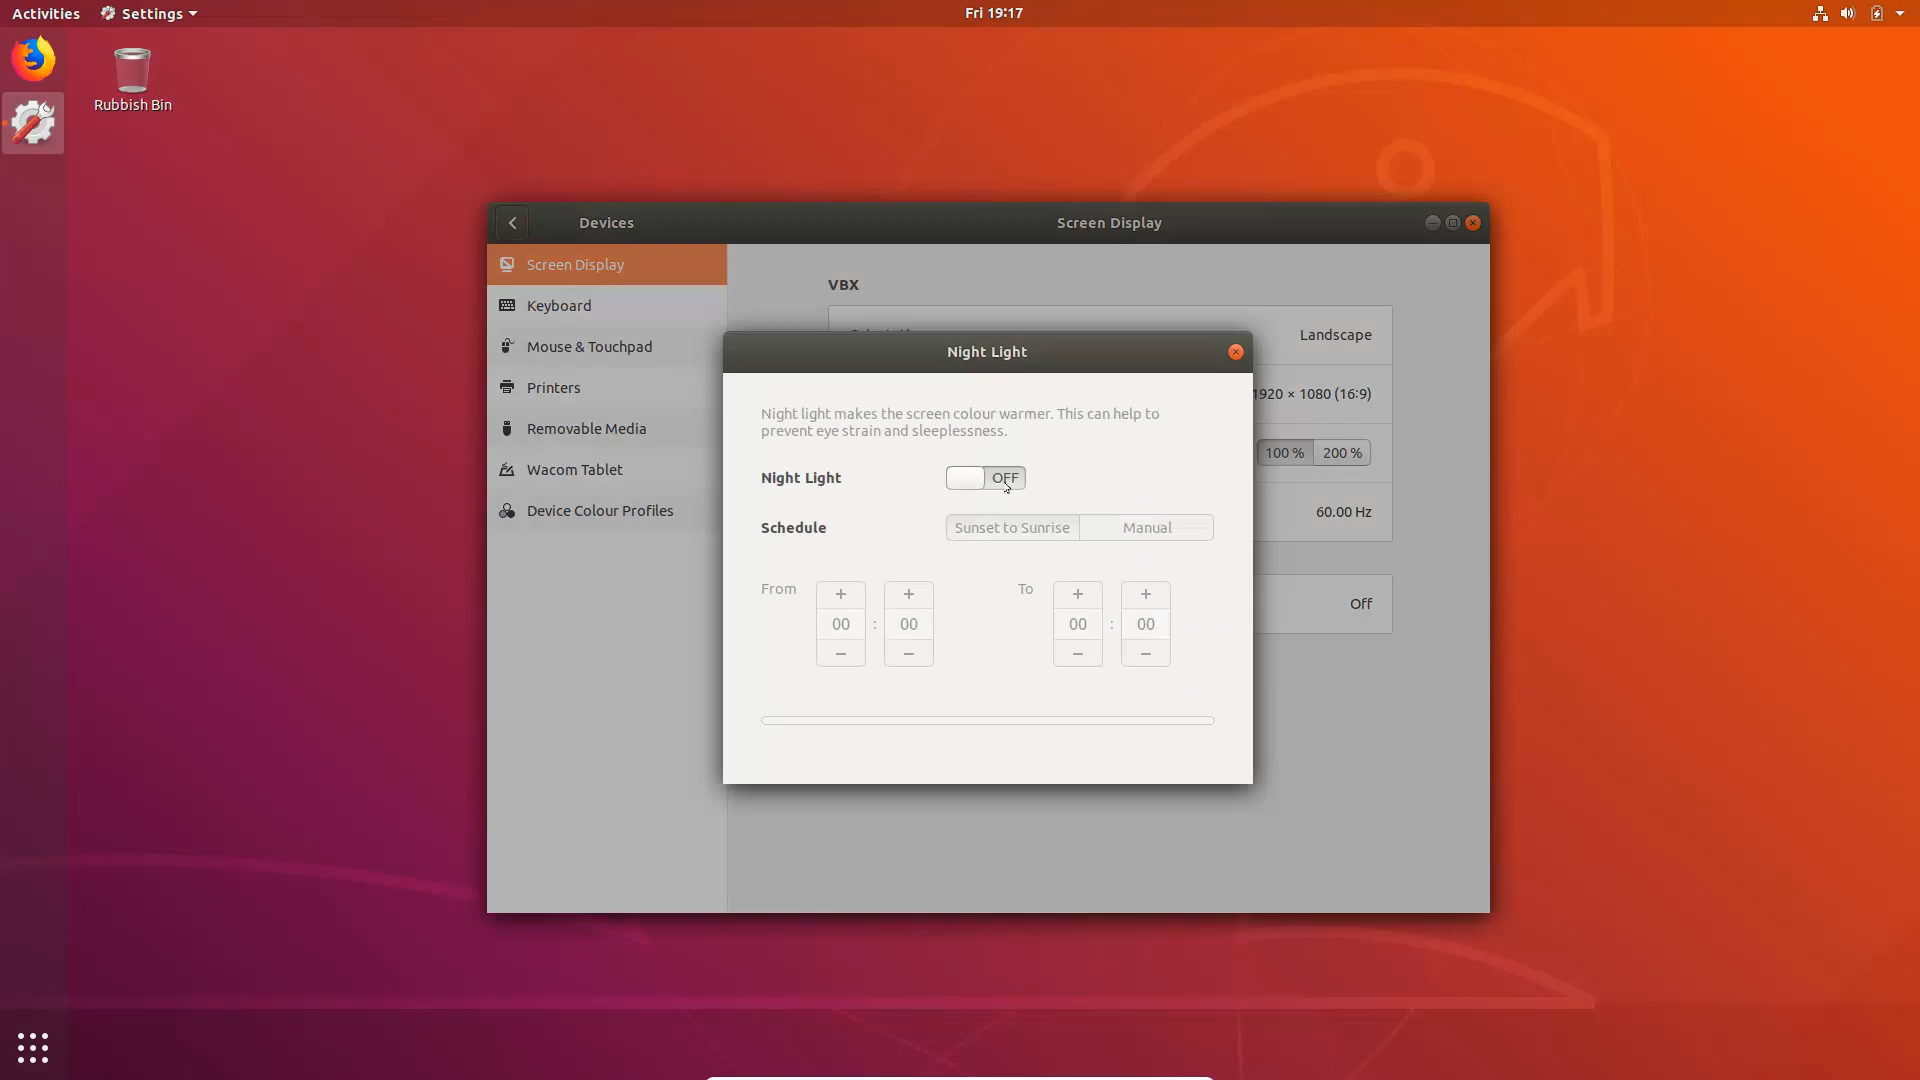 Activities
Settings
Fri 19:17
Rubbish Bin
Devices
Screen Display
Screen Display
Keyboard
Mouse & Touchpad
Printers
Removable Media
Wacom Tablet
Device Colour Profiles
VBX
Landscape
1920 × 1080 (16:9)
100 %
200 %
60.00 Hz
Off
Night Light
Night light makes the screen colour warmer. This can help to
prevent eye strain and sleeplessness.
Night Light
OFF
Schedule
Sunset to Sunrise
Manual
From
To
+ + + +
00 : 00
00 : 00
− − − −